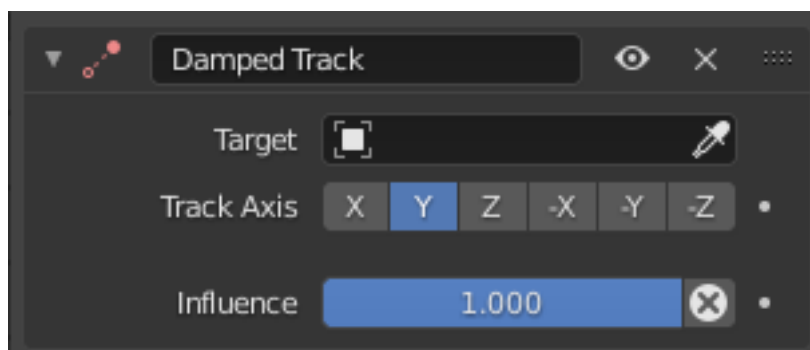 Damped Track
Target
Track Axis X Y Z -X -Y -Z
Influence 1.000